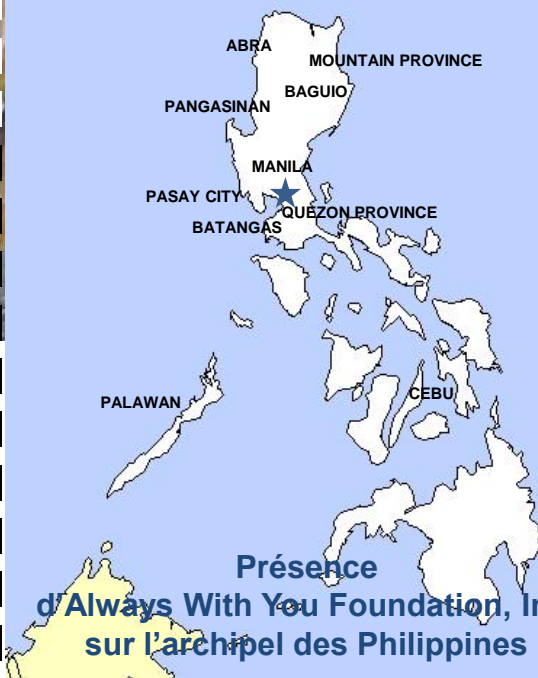 ABRA
MOUNTAIN PROVINCE
BAGUIO
PANGASINAN
MANILA
PASAY CITY
QUEZON PROVINCE
BATANGAS
PALAWAN
CEBU
Présence
d'Always With You Foundation, In
sur l'archipel des Philippines